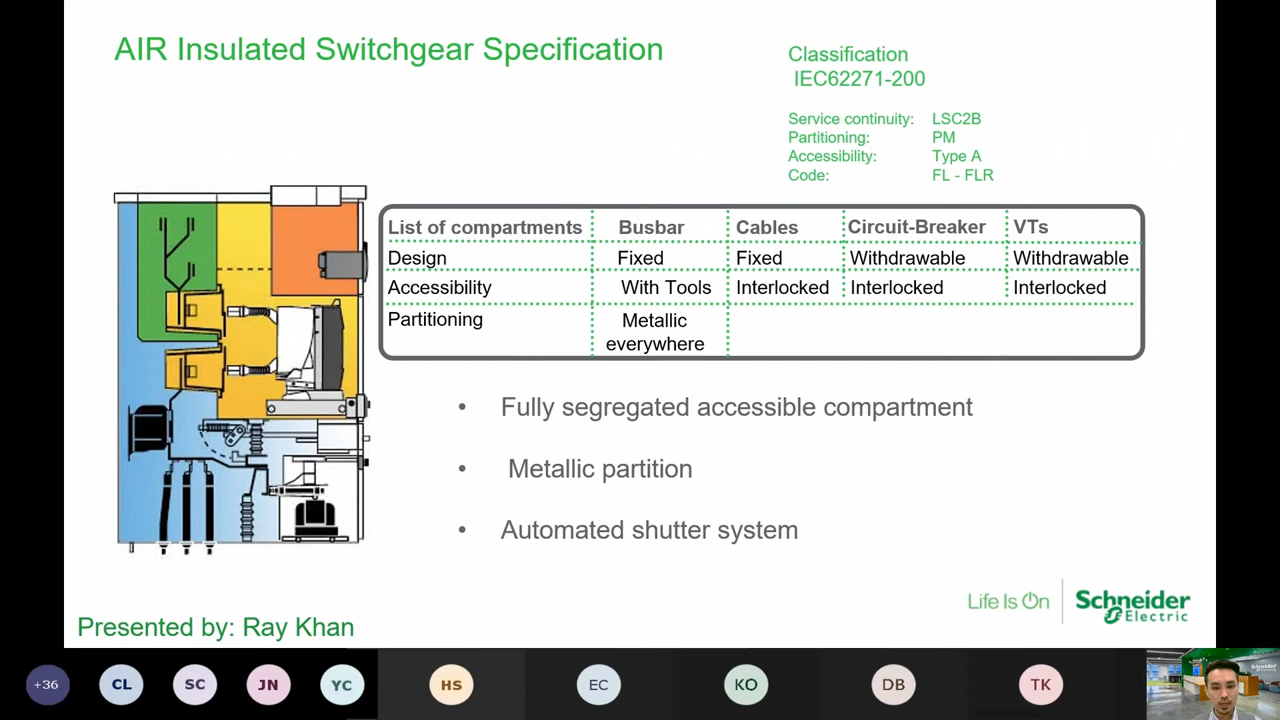 AIR Insulated Switchgear Specification
Classification
IEC62271-200
Service continuity: LSC2B
Partitioning: PM
Accessibility: Type A
Code: FL - FLR
List of compartments Busbar Cables Circuit-Breaker VTs
Design Fixed Fixed Withdrawable Withdrawable
Accessibility With Tools Interlocked Interlocked Interlocked
Partitioning Metallic everywhere
• Fully segregated accessible compartment
• Metallic partition
• Automated shutter system
Life Is On
Schneider
Electric
Presented by: Ray Khan
+36 CL SC JN YC HS EC KO DB TK
Schneider